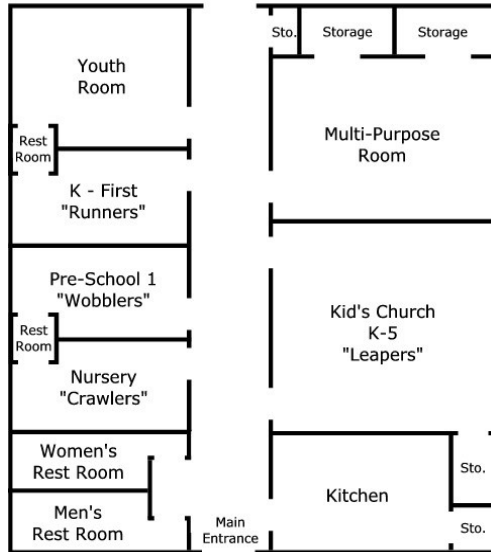 Sto.
Storage
Storage
Youth
Room
Multi-Purpose
Room
Rest
Room
K - First
"Runners"
Pre-School 1
"Wobblers"
Kid's Church
K-5
"Leapers"
Rest
Room
Nursery
"Crawlers"
Women's
Rest Room
Sto.
Kitchen
Men's
Rest Room
Main
Entrance
Sto.